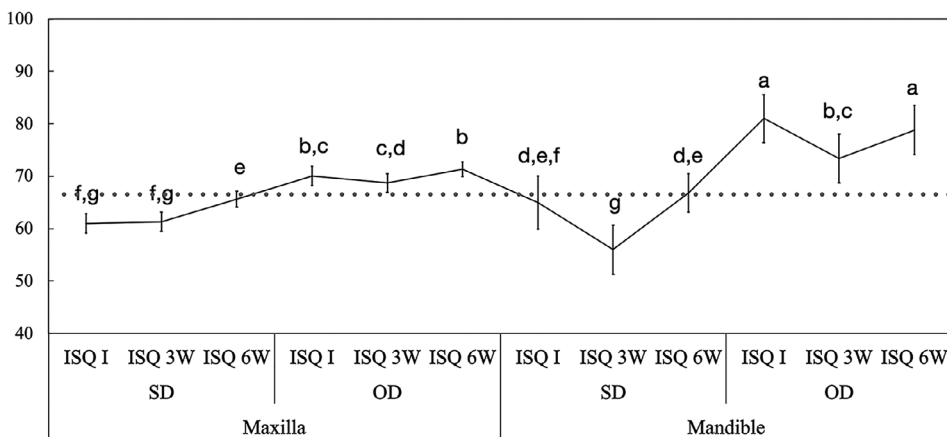 100
90
80
70
60
50
40
f,g
f,g
e
b,c
c,d
b
d,e,f
g
d,e
a
b,c
a
ISQ I ISQ 3W ISQ 6W ISQ I ISQ 3W ISQ 6W ISQ I ISQ 3W ISQ 6W ISQ I ISQ 3W ISQ 6W
SD OD SD OD
Maxilla Mandible